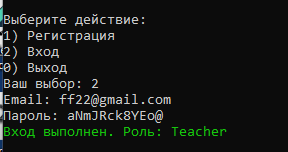 Выберите действие:
1) Регистрация
2) Вход
0) Выход
Ваш выбор: 2
Email: ff22@gmail.com
Пароль: aNmJRck8YEo@
Вход выполнен. Роль: Teacher